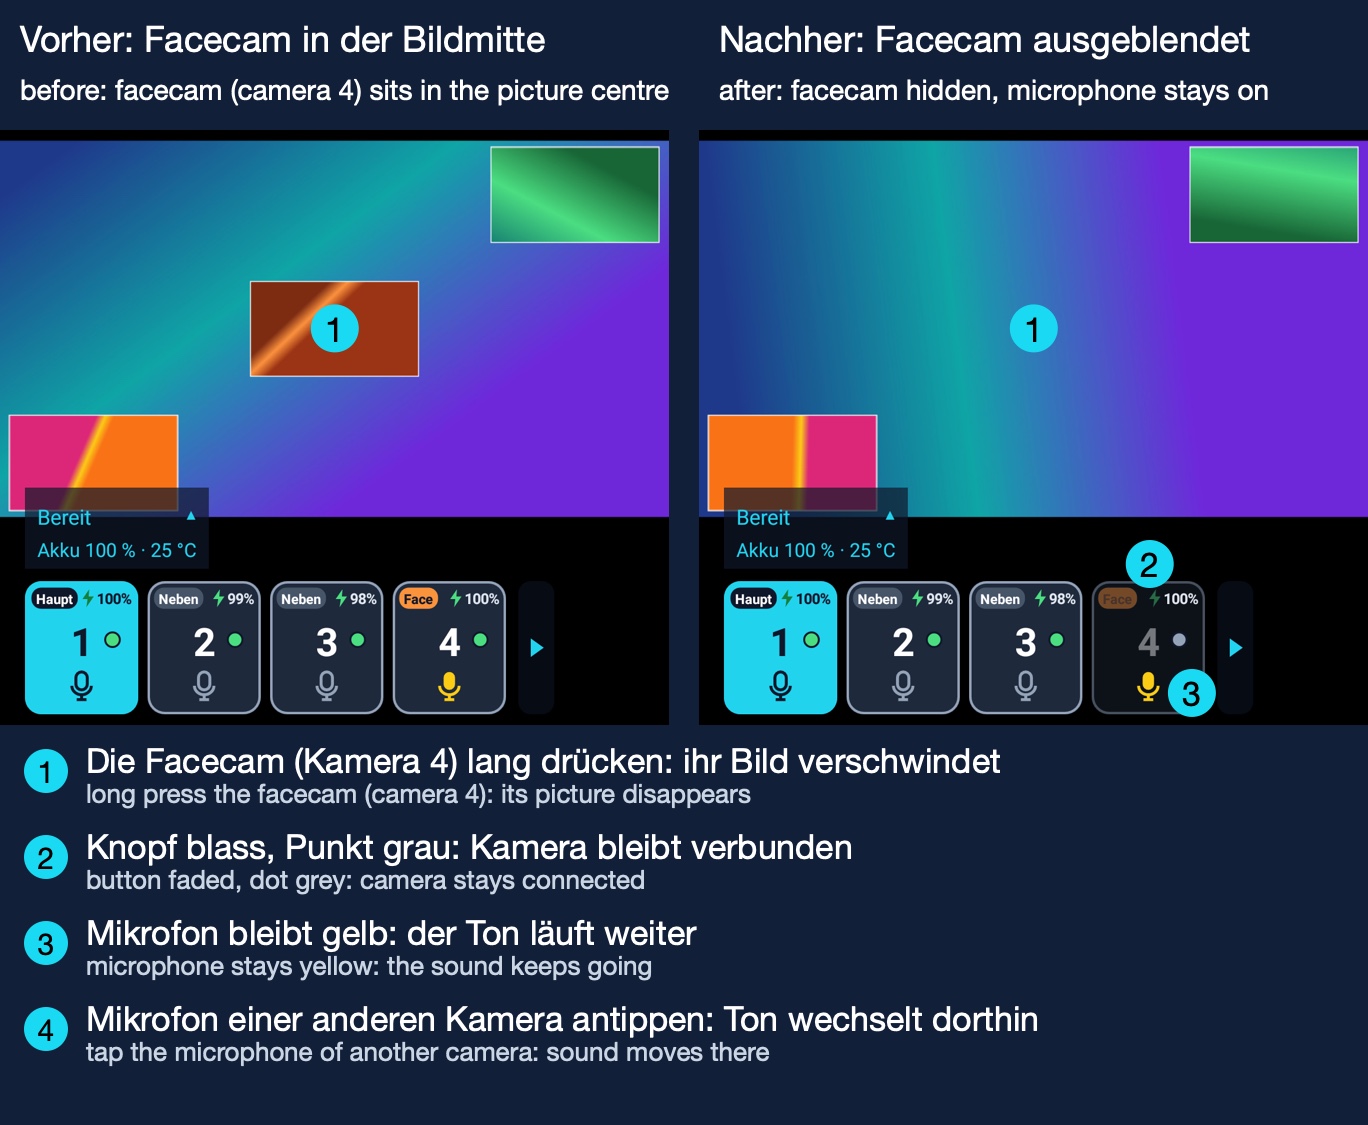 Vorher: Facecam in der Bildmitte
before: facecam (camera 4) sits in the picture centre
1
Bereit ▲
Akku 100 % · 25 °C
Haupt 100%
1
Neben 99%
2
Neben 98%
3
Face 100%
4
Nachher: Facecam ausgeblendet
after: facecam hidden, microphone stays on
1
Bereit ▲
Akku 100 % · 25 °C
2
Haupt 100%
1
Neben 99%
2
Neben 98%
3
Face 100%
4
3
1 Die Facecam (Kamera 4) lang drücken: ihr Bild verschwindet
long press the facecam (camera 4): its picture disappears
2 Knopf blass, Punkt grau: Kamera bleibt verbunden
button faded, dot grey: camera stays connected
3 Mikrofon bleibt gelb: der Ton läuft weiter
microphone stays yellow: the sound keeps going
4 Mikrofon einer anderen Kamera antippen: Ton wechselt dorthin
tap the microphone of another camera: sound moves there